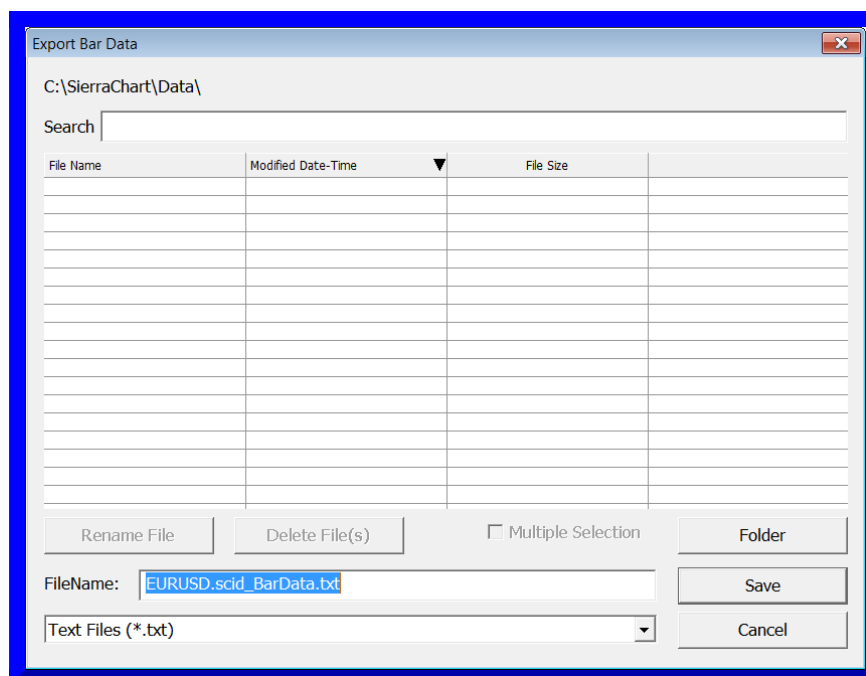 Export Bar Data
C:\SierraChart\Data\
Search
File Name Modified Date-Time File Size
Rename File Delete File(s) Multiple Selection Folder
FileName: EURUSD.scid_BarData.txt Save
Text Files (*.txt) Cancel